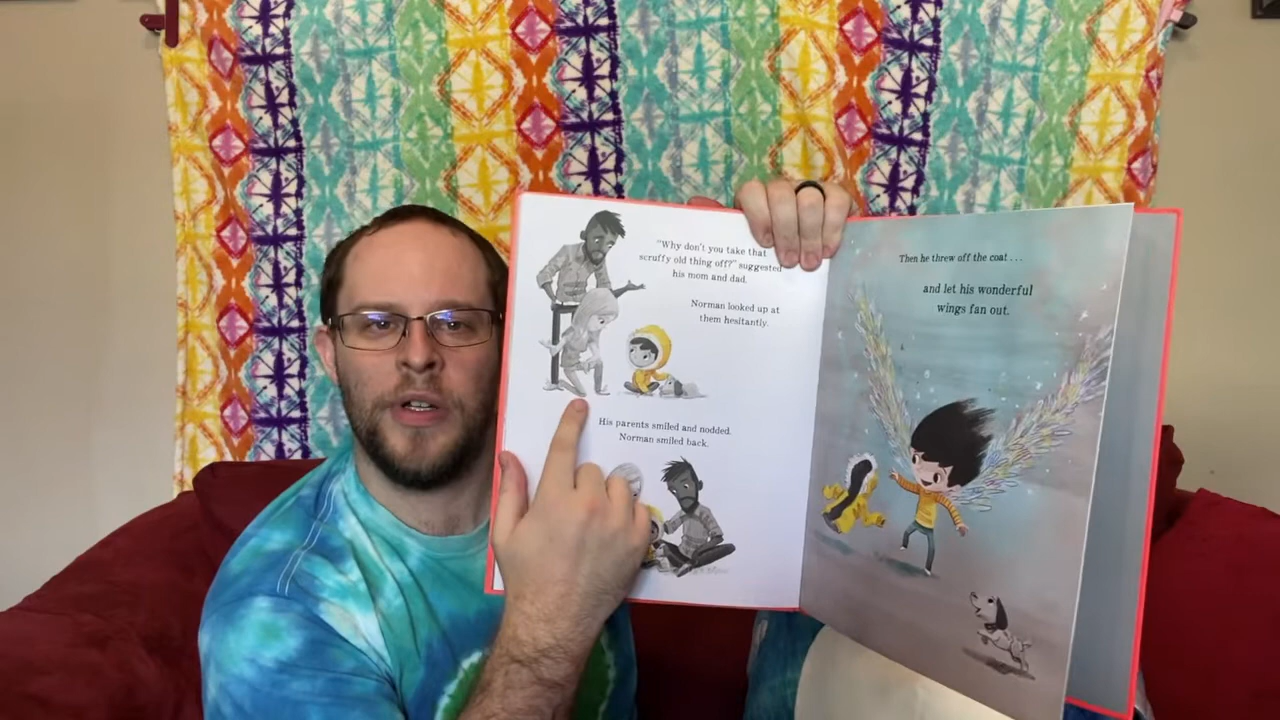 "Why don't you take that
scruffy old thing off?" suggested
his mom and dad.
Norman looked up at
them hesitantly.
His parents smiled and nodded.
Norman smiled back.
Then he threw off the coat . . .
and let his wonderful
wings fan out.